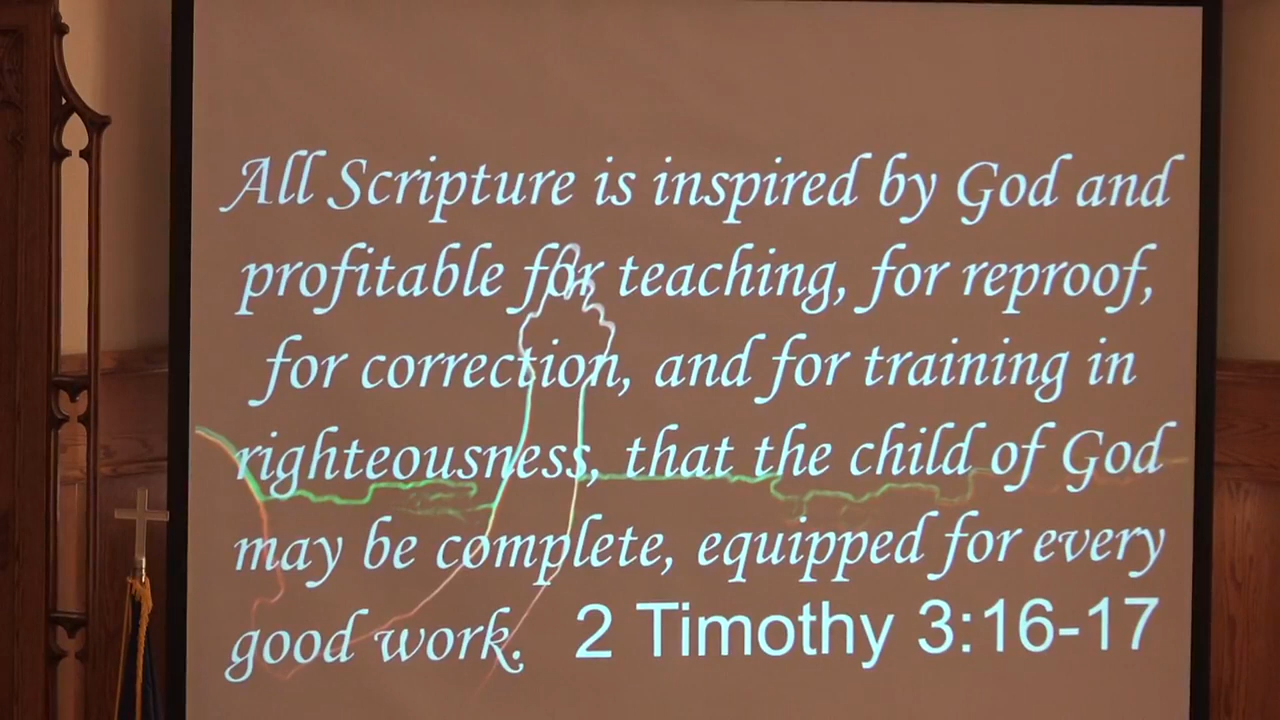 All Scripture is inspired by God and
profitable for teaching, for reproof,
for correction, and for training in
righteousness, that the child of God
may be complete, equipped for every
good work. 2 Timothy 3:16-17